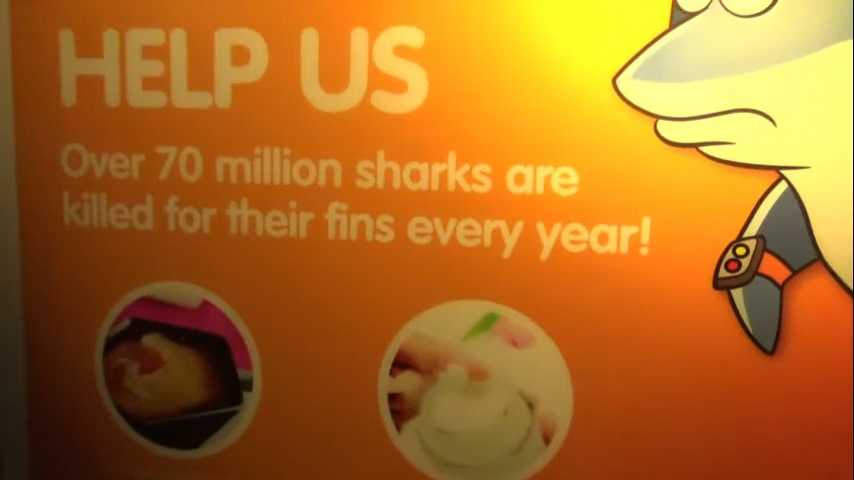 HELP US
Over 70 million sharks are
killed for their fins every year!